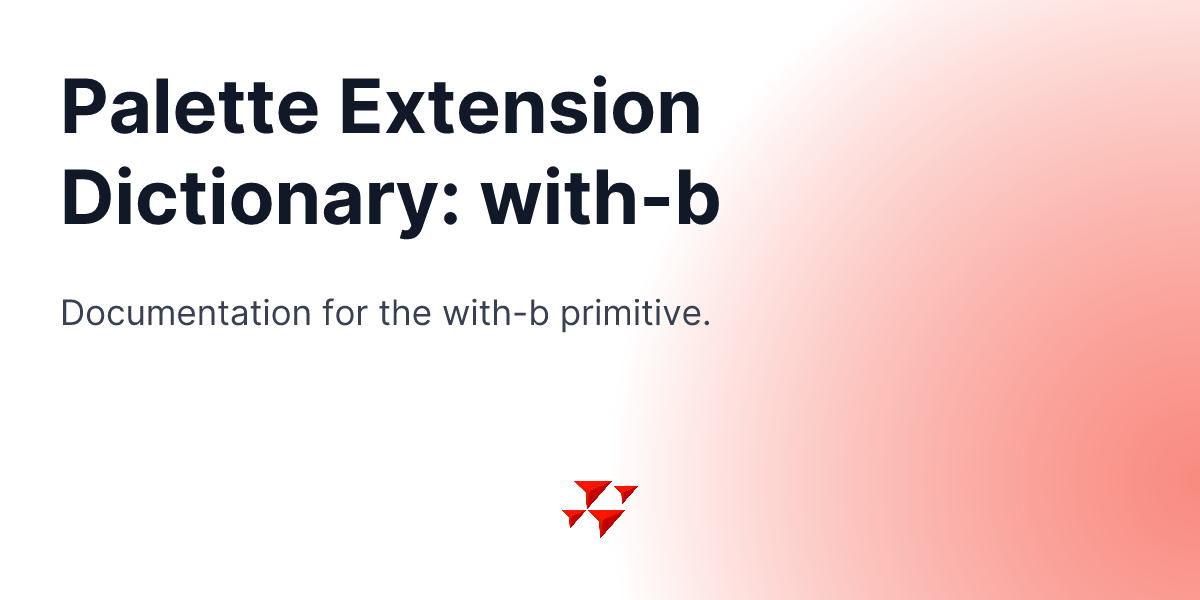 Palette Extension
Dictionary: with-b
Documentation for the with-b primitive.